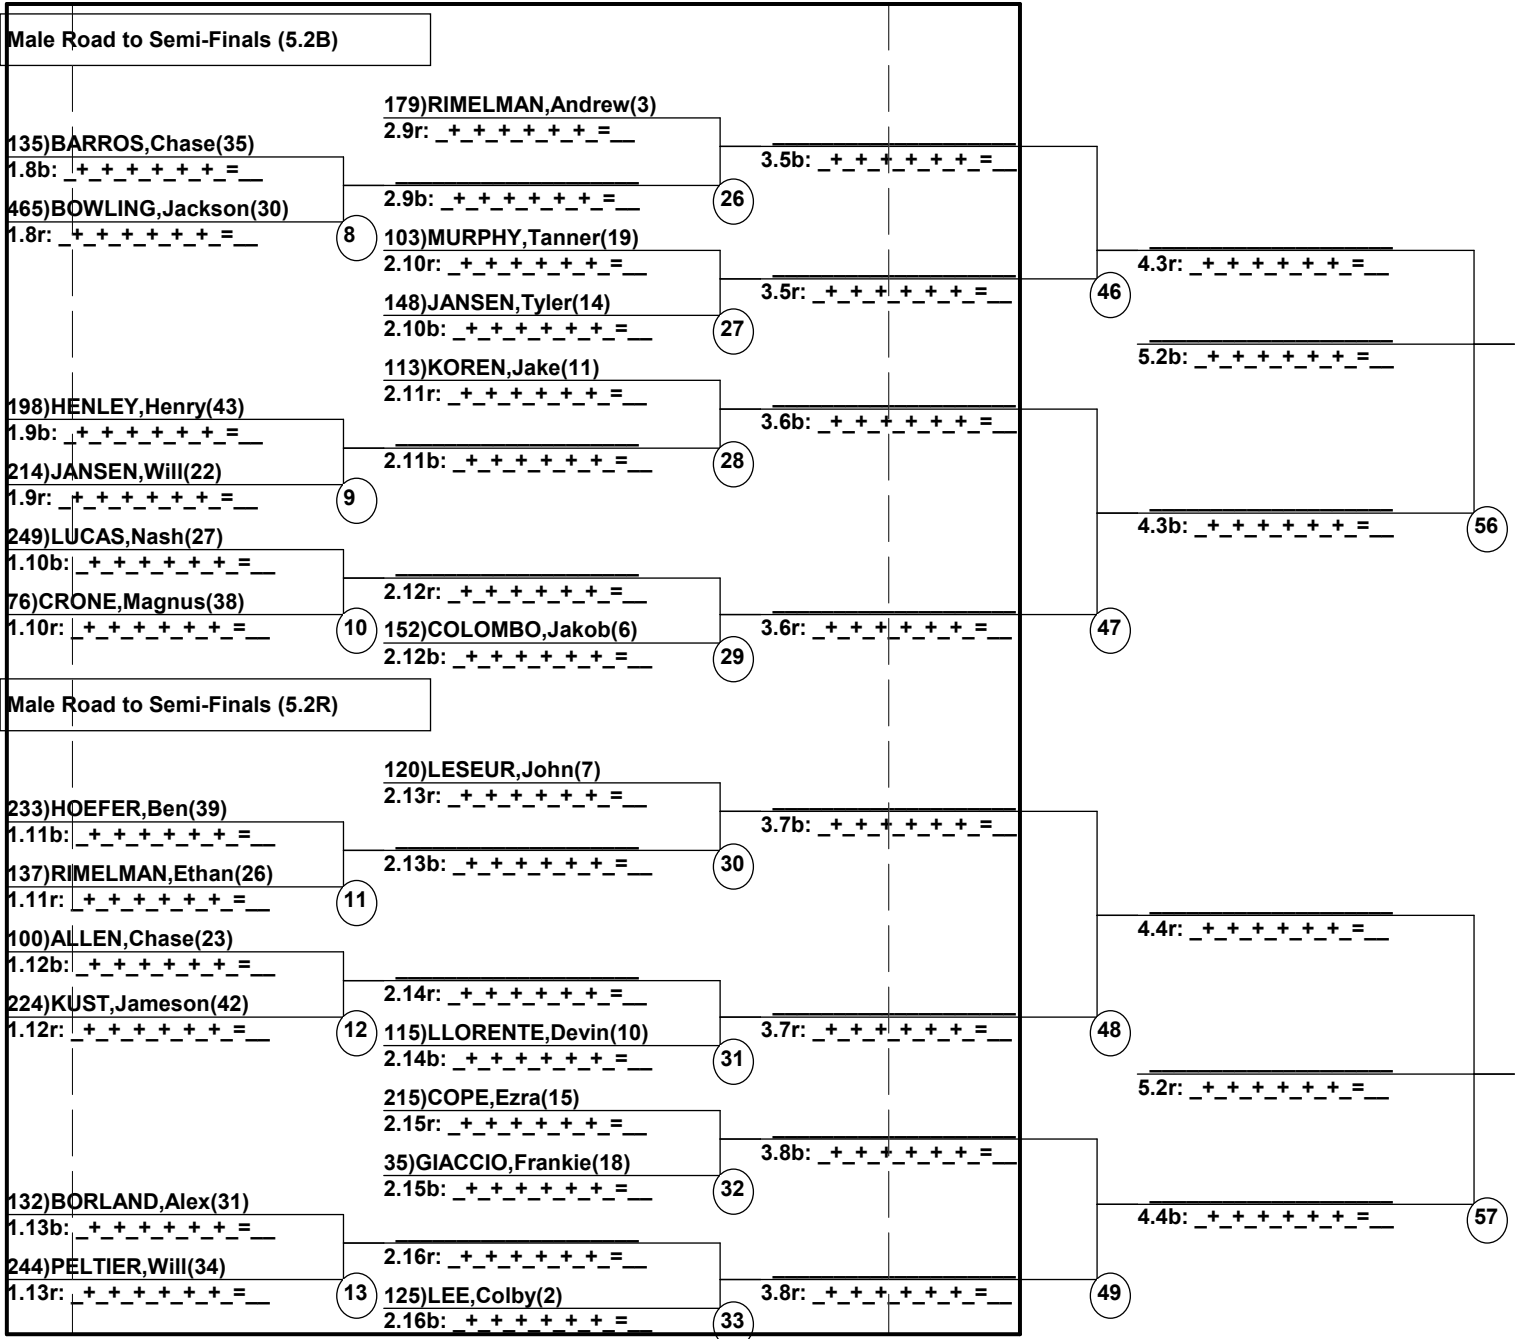 Male Road to Semi-Finals (5.2B)
179)RIMELMAN,Andrew(3)
2.9r: _+_+_+_+_+_=__
135)BARROS,Chase(35)
1.8b: _+_+_+_+_+_=__
3.5b: _+_+_+_+_+_=__
2.9b: _+_+_+_+_+_=__
26
465)BOWLING,Jackson(30)
1.8r: _+_+_+_+_+_=__
8
103)MURPHY,Tanner(19)
2.10r: _+_+_+_+_+_=__
4.3r: _+_+_+_+_+_=__
3.5r: _+_+_+_+_+_=__
46
148)JANSEN,Tyler(14)
2.10b: _+_+_+_+_+_=__
27
5.2b: _+_+_+_+_+_=__
113)KOREN,Jake(11)
2.11r: _+_+_+_+_+_=__
198)HENLEY,Henry(43)
1.9b: _+_+_+_+_+_=__
3.6b: _+_+_+_+_+_=__
2.11b: _+_+_+_+_+_=__
28
214)JANSEN,Will(22)
1.9r: _+_+_+_+_+_=__
9
4.3b: _+_+_+_+_+_=__
56
249)LUCAS,Nash(27)
1.10b: _+_+_+_+_+_=__
2.12r: _+_+_+_+_+_=__
76)CRONE,Magnus(38)
1.10r: _+_+_+_+_+_=__
10
3.6r: _+_+_+_+_+_=__
47
152)COLOMBO,Jakob(6)
2.12b: _+_+_+_+_+_=__
29
Male Road to Semi-Finals (5.2R)
120)LESEUR,John(7)
2.13r: _+_+_+_+_+_=__
233)HOEFER,Ben(39)
1.11b: _+_+_+_+_+_=__
3.7b: _+_+_+_+_+_=__
2.13b: _+_+_+_+_+_=__
30
137)RIMELMAN,Ethan(26)
1.11r: _+_+_+_+_+_=__
11
4.4r: _+_+_+_+_+_=__
100)ALLEN,Chase(23)
1.12b: _+_+_+_+_+_=__
2.14r: _+_+_+_+_+_=__
224)KUST,Jameson(42)
1.12r: _+_+_+_+_+_=__
12
3.7r: _+_+_+_+_+_=__
48
115)LLORENTE,Devin(10)
2.14b: _+_+_+_+_+_=__
31
5.2r: _+_+_+_+_+_=__
215)COPE,Ezra(15)
2.15r: _+_+_+_+_+_=__
3.8b: _+_+_+_+_+_=__
35)GIACCIO,Frankie(18)
2.15b: _+_+_+_+_+_=__
32
132)BORLAND,Alex(31)
1.13b: _+_+_+_+_+_=__
4.4b: _+_+_+_+_+_=__
57
2.16r: _+_+_+_+_+_=__
244)PELTIER,Will(34)
1.13r: _+_+_+_+_+_=__
13
3.8r: _+_+_+_+_+_=__
49
125)LEE,Colby(2)
2.16b: _+_+_+_+_+_=__
33